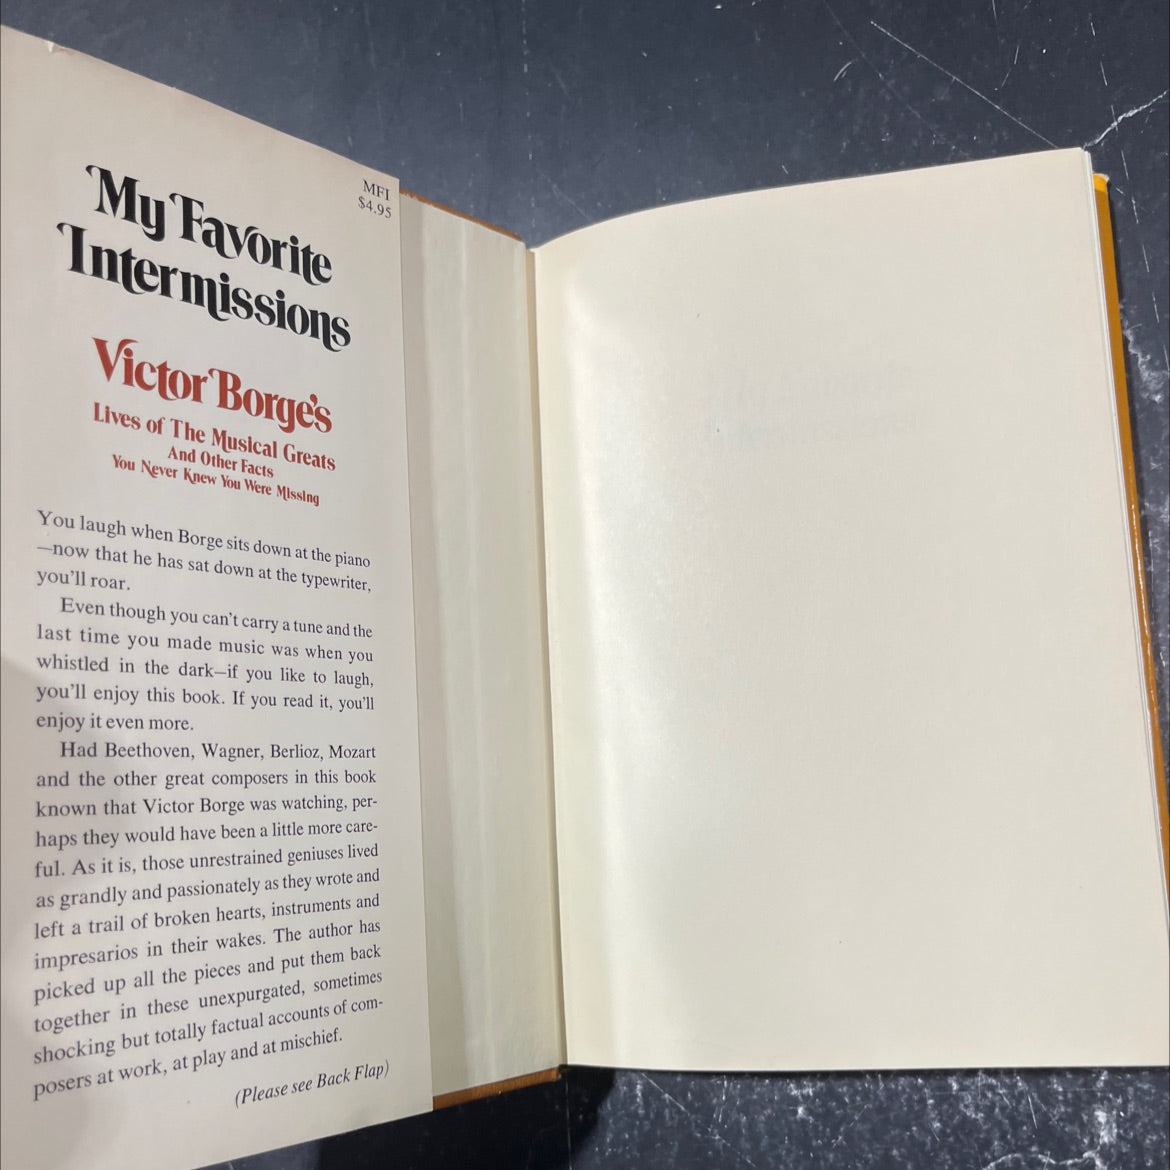 MFI
$4.95
My Favorite
Intermissions
Victor Borge's
Lives of The Musical Greats
And Other Facts
You Never Knew You Were Missing
You laugh when Borge sits down at the piano
—now that he has sat down at the typewriter,
you'll roar.
Even though you can't carry a tune and the
last time you made music was when you
whistled in the dark—if you like to laugh,
you'll enjoy this book. If you read it, you'll
enjoy it even more.
Had Beethoven, Wagner, Berlioz, Mozart
and the other great composers in this book
known that Victor Borge was watching, per-
haps they would have been a little more care-
ful. As it is, those unrestrained geniuses lived
as grandly and passionately as they wrote and
left a trail of broken hearts, instruments and
impresarios in their wakes. The author has
picked up all the pieces and put them back
together in these unexpurgated, sometimes
shocking but totally factual accounts of com-
posers at work, at play and at mischief.
(Please see Back Flap)